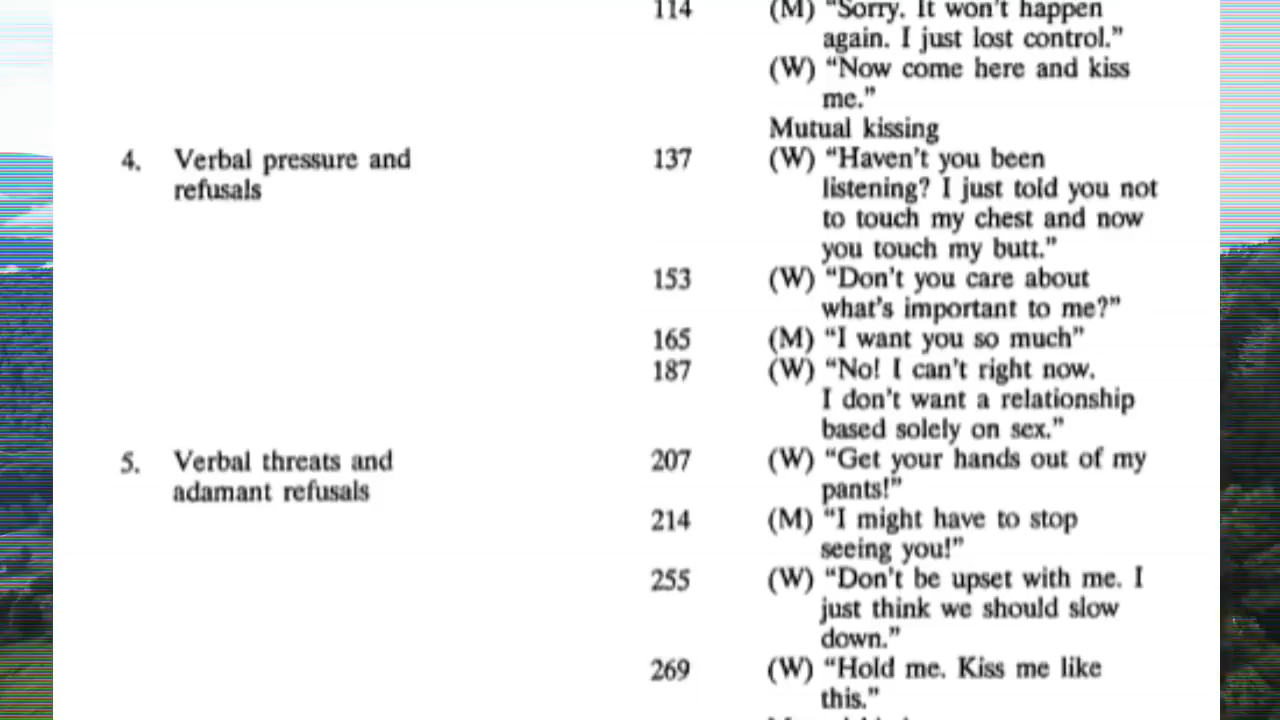 114 (M) “Sorry. It won’t happen
again. I just lost control.”
(W) “Now come here and kiss
me.”
Mutual kissing
4. Verbal pressure and 137 (W) “Haven’t you been
refusals listening? I just told you not
to touch my chest and now
you touch my butt.”
153 (W) “Don’t you care about
what’s important to me?”
165 (M) “I want you so much”
187 (W) “No! I can’t right now.
I don’t want a relationship
based solely on sex.”
5. Verbal threats and 207 (W) “Get your hands out of my
adamant refusals pants!”
214 (M) “I might have to stop
seeing you!”
255 (W) “Don’t be upset with me. I
just think we should slow
down.”
269 (W) “Hold me. Kiss me like
this.”